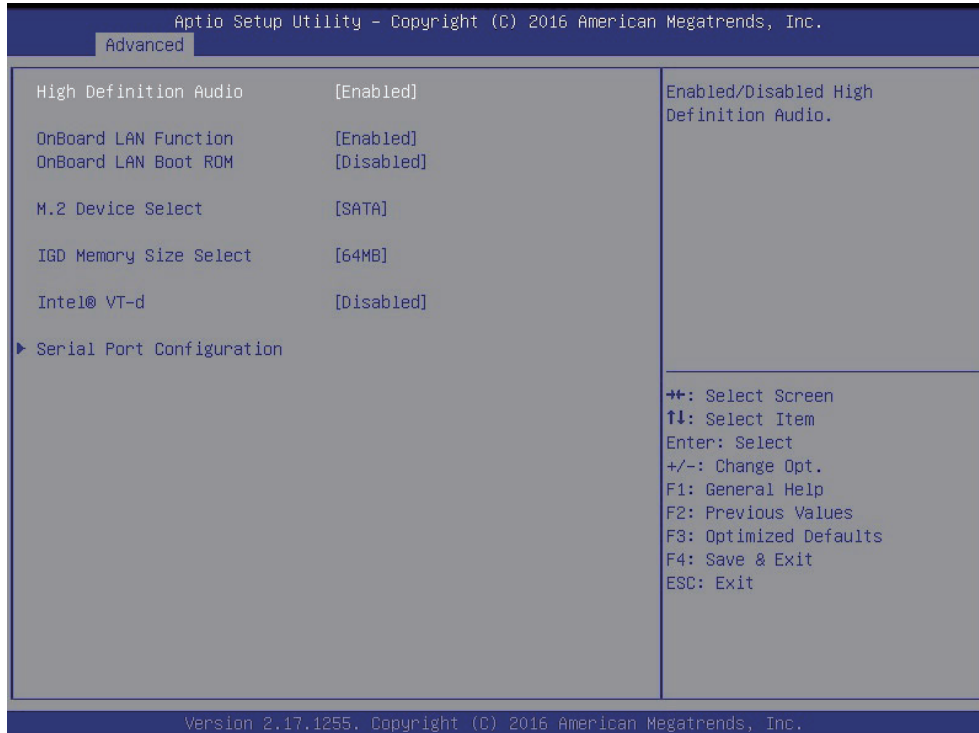 Aptio Setup Utility – Copyright (C) 2016 American Megatrends, Inc.
Advanced
High Definition Audio [Enabled]
OnBoard LAN Function [Enabled]
OnBoard LAN Boot ROM [Disabled]
M.2 Device Select [SATA]
IGD Memory Size Select [64MB]
Intel® VT-d [Disabled]
Serial Port Configuration
Enabled/Disabled High
Definition Audio.
→←: Select Screen
↑↓: Select Item
Enter: Select
+/-: Change Opt.
F1: General Help
F2: Previous Values
F3: Optimized Defaults
F4: Save & Exit
ESC: Exit
Version 2.17.1255. Copyright (C) 2016 American Megatrends, Inc.